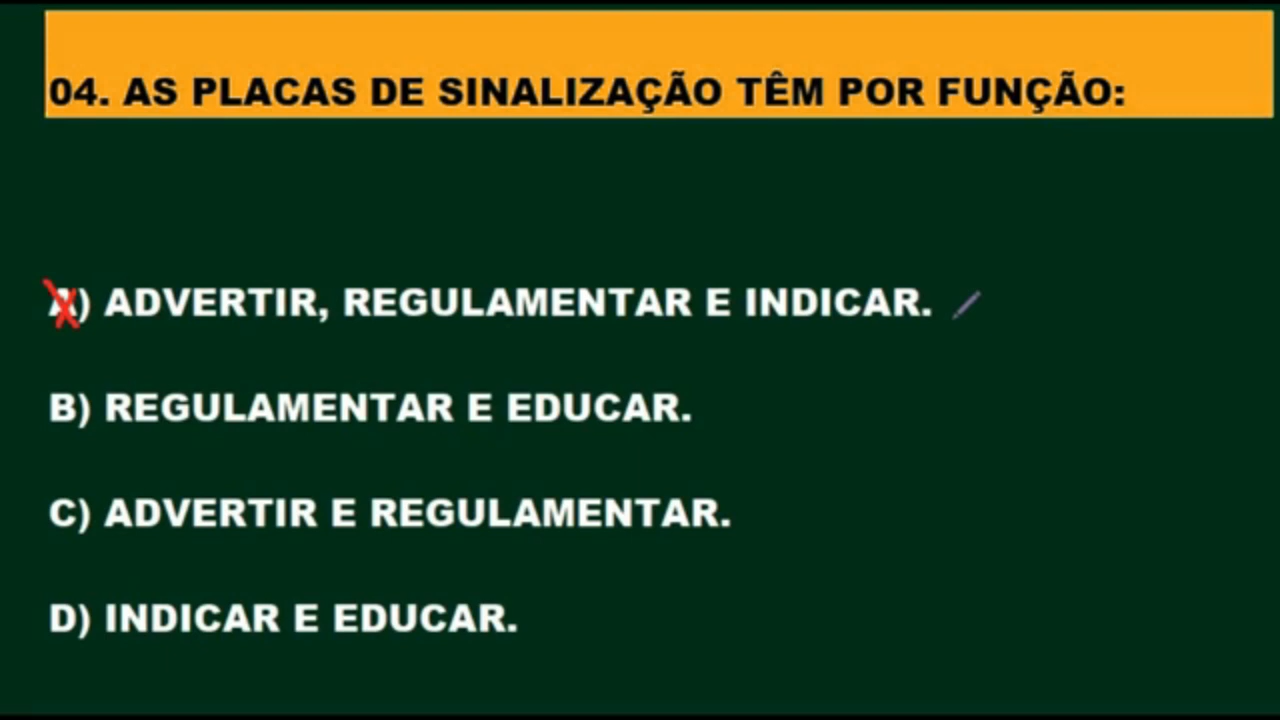 04. AS PLACAS DE SINALIZAÇÃO TÊM POR FUNÇÃO:
A) ADVERTIR, REGULAMENTAR E INDICAR.
B) REGULAMENTAR E EDUCAR.
C) ADVERTIR E REGULAMENTAR.
D) INDICAR E EDUCAR.